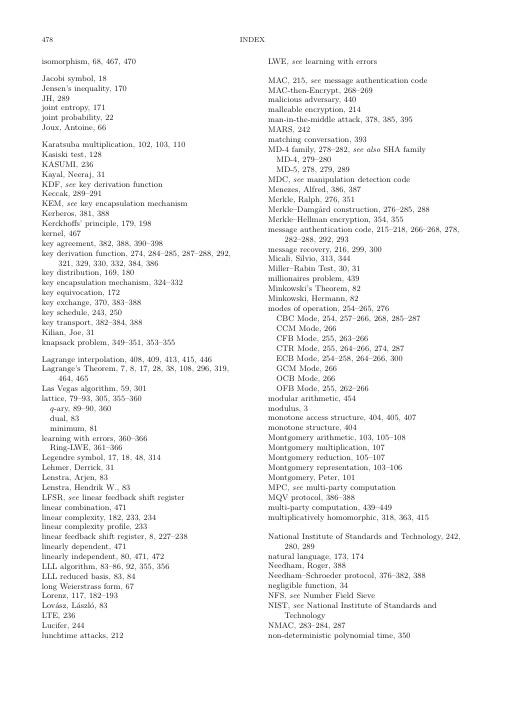 478
INDEX
isomorphism, 68, 467, 470
Jacobi symbol, 18
Jensen's inequality, 170
JH, 289
joint entropy, 171
joint probability, 22
Joux, Antoine, 66
Karatsuba multiplication, 102, 103, 110
Kasiski test, 128
KASUMI, 236
Kayal, Neeraj, 31
KDF, see key derivation function
Keccak, 289–291
KEM, see key encapsulation mechanism
Kerberos, 381, 388
Kerckhoffs' principle, 179, 198
kernel, 467
key agreement, 382, 388, 390–398
key derivation function, 274, 284–285, 287–288, 292,
321, 329, 330, 332, 384, 386
key distribution, 169, 180
key encapsulation mechanism, 324–332
key equivocation, 172
key exchange, 370, 383–388
key schedule, 243, 250
key transport, 382–384, 388
Kilian, Joe, 31
knapsack problem, 349–351, 353–355
Lagrange interpolation, 408, 409, 413, 415, 446
Lagrange's Theorem, 7, 8, 17, 28, 38, 108, 296, 319,
464, 465
Las Vegas algorithm, 59, 301
lattice, 79–93, 305, 355–360
q-ary, 89–90, 360
dual, 83
minimum, 81
learning with errors, 360–366
Ring-LWE, 361–366
Legendre symbol, 17, 18, 48, 314
Lehmer, Derrick, 31
Lenstra, Arjen, 83
Lenstra, Hendrik W., 83
LFSR, see linear feedback shift register
linear combination, 471
linear complexity, 182, 233, 234
linear complexity profile, 233
linear feedback shift register, 8, 227–238
linearly dependent, 471
linearly independent, 80, 471, 472
LLL algorithm, 83–86, 92, 355, 356
LLL reduced basis, 83, 84
long Weierstrass form, 67
Lorenz, 117, 182–193
Lovász, László, 83
LTE, 236
Lucifer, 244
lunchtime attacks, 212
LWE, see learning with errors
MAC, 215, see message authentication code
MAC-then-Encrypt, 268–269
malicious adversary, 440
malleable encryption, 214
man-in-the-middle attack, 378, 385, 395
MARS, 242
matching conversation, 393
MD-4 family, 278–282, see also SHA family
MD-4, 279–280
MD-5, 278, 279, 289
MDC, see manipulation detection code
Menezes, Alfred, 386, 387
Merkle, Ralph, 276, 351
Merkle–Damgård construction, 276–285, 288
Merkle–Hellman encryption, 354, 355
message authentication code, 215–218, 266–268, 278,
282–288, 292, 293
message recovery, 216, 299, 300
Micali, Silvio, 313, 344
Miller–Rabin Test, 30, 31
millionaires problem, 439
Minkowski's Theorem, 82
Minkowski, Hermann, 82
modes of operation, 254–265, 276
CBC Mode, 254, 257–266, 268, 285–287
CCM Mode, 266
CFB Mode, 255, 263–266
CTR Mode, 255, 264–266, 274, 287
ECB Mode, 254–258, 264–266, 300
GCM Mode, 266
OCB Mode, 266
OFB Mode, 255, 262–266
modular arithmetic, 454
modulus, 3
monotone access structure, 404, 405, 407
monotone structure, 404
Montgomery arithmetic, 103, 105–108
Montgomery multiplication, 107
Montgomery reduction, 105–107
Montgomery representation, 103–106
Montgomery, Peter, 101
MPC, see multi-party computation
MQV protocol, 386–388
multi-party computation, 439–449
multiplicatively homomorphic, 318, 363, 415
National Institute of Standards and Technology, 242,
280, 289
natural language, 173, 174
Needham, Roger, 388
Needham–Schroeder protocol, 376–382, 388
negligible function, 34
NFS, see Number Field Sieve
NIST, see National Institute of Standards and
Technology
NMAC, 283–284, 287
non-deterministic polynomial time, 350